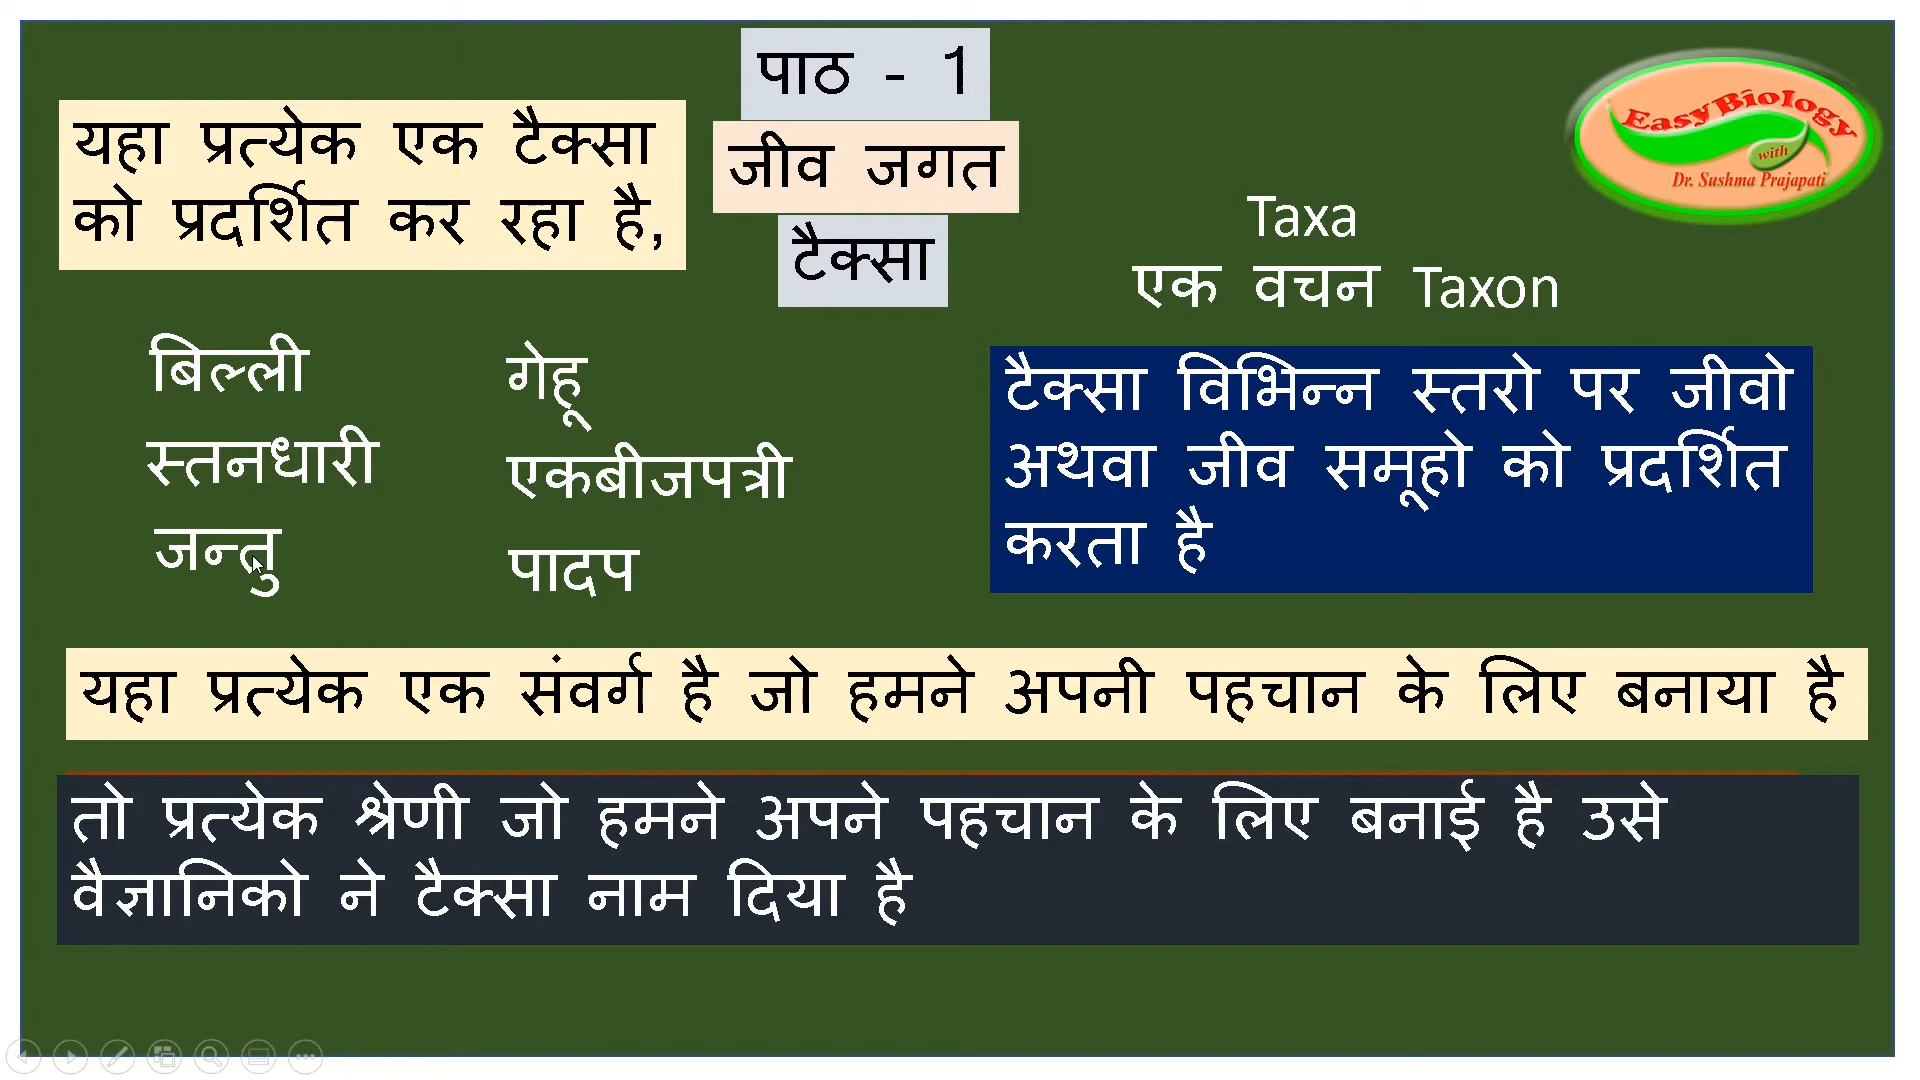 पाठ - 1
जीव जगत
टैक्सा
यहा प्रत्येक एक टैक्सा
को प्रदर्शित कर रहा है,
EasyBiology
with
Dr. Sushma Prajapati
Taxa
एक वचन Taxon
बिल्ली
स्तनधारी
जन्तु
गेहू
एकबीजपत्री
पादप
टैक्सा विभिन्न स्तरो पर जीवो
अथवा जीव समूहो को प्रदर्शित
करता है
यहा प्रत्येक एक संवर्ग है जो हमने अपनी पहचान के लिए बनाया है
तो प्रत्येक श्रेणी जो हमने अपने पहचान के लिए बनाई है उसे
वैज्ञानिको ने टैक्सा नाम दिया है